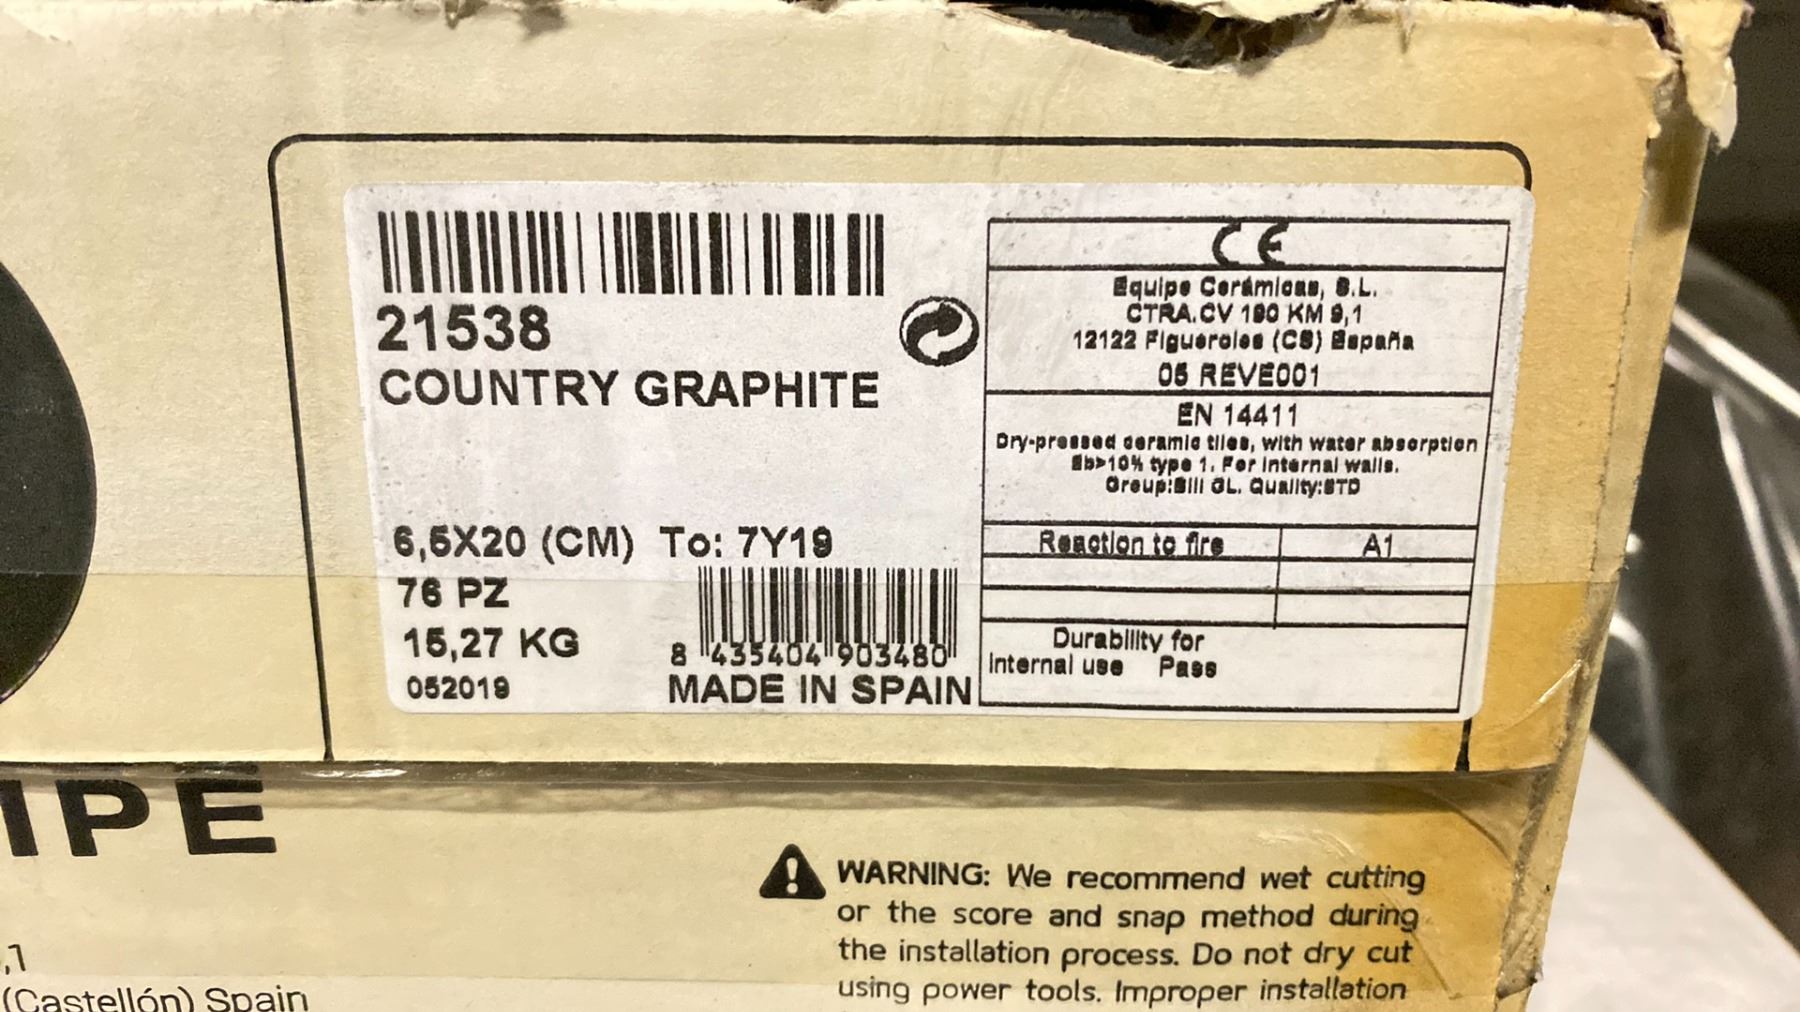 21538
COUNTRY GRAPHITE
6,5X20 (CM) To: 7Y19
76 PZ
15,27 KG
052019
8 435404 903480
MADE IN SPAIN
CE
Equipe Cerámicas, S.L.
CTRA.CV 190 KM 9,1
12122 Figueroles (CS) España
05 REVE001
EN 14411
Dry-pressed ceramic tiles, with water absorption
Eb>10% type 1. For internal walls.
Group:BIII GL. Quality:STD
Reaction to fire A1
Durability for
internal use Pass
IPE
,1
(Castellón) Spain
WARNING: We recommend wet cutting
or the score and snap method during
the installation process. Do not dry cut
using power tools. Improper installation